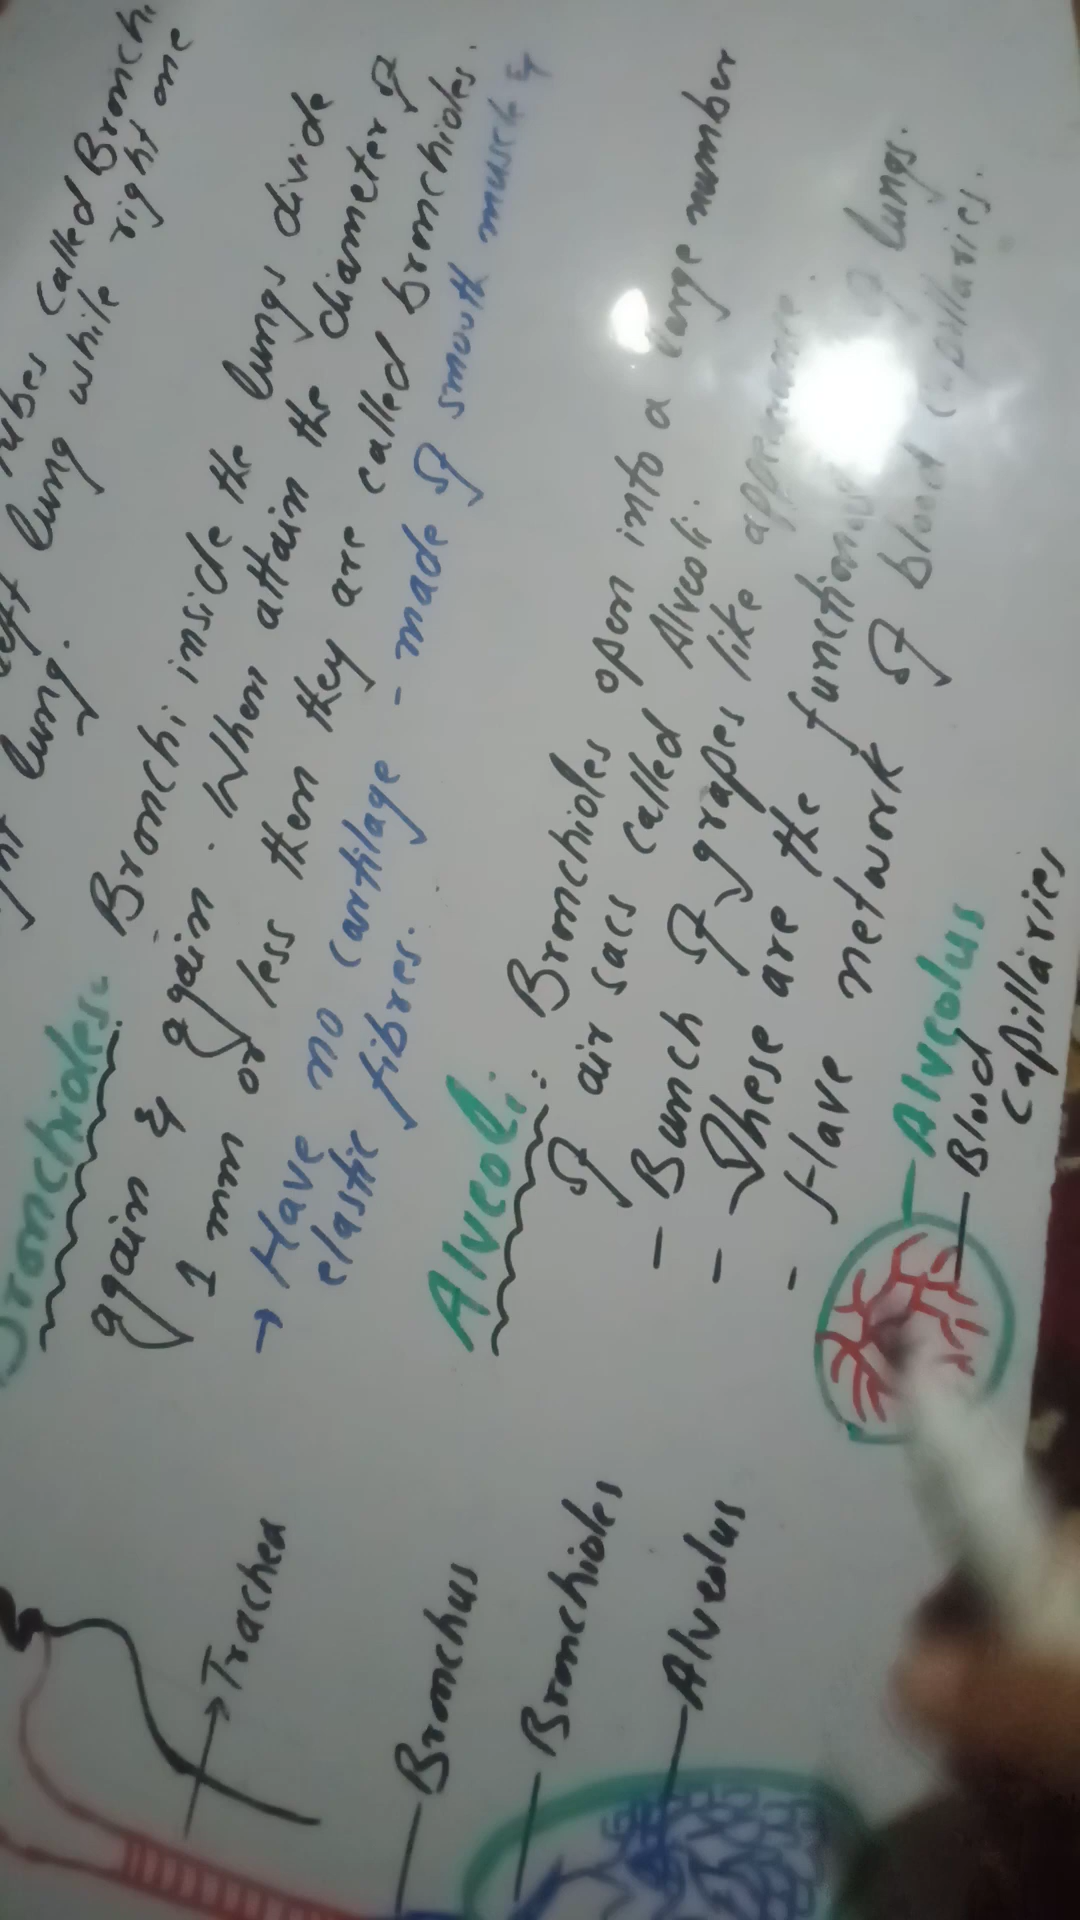 called Bronchi
left lung while right one
lung.
Bronchioles: Bronchi inside the lungs divide
again & again. When attain the diameter of
1 mm or less then they are called bronchioles.
→ Have no cartilage - made of smooth muscle &
elastic fibres.
Alveoli: Bronchioles open into a large number
of air sacs called Alveoli.
- Bunch of grapes like appearance.
- These are the functional of lungs.
- Have network of blood capillaries.
Alveolus
Blood
capillaries
Trachea
Bronchus
Bronchioles
Alveolus